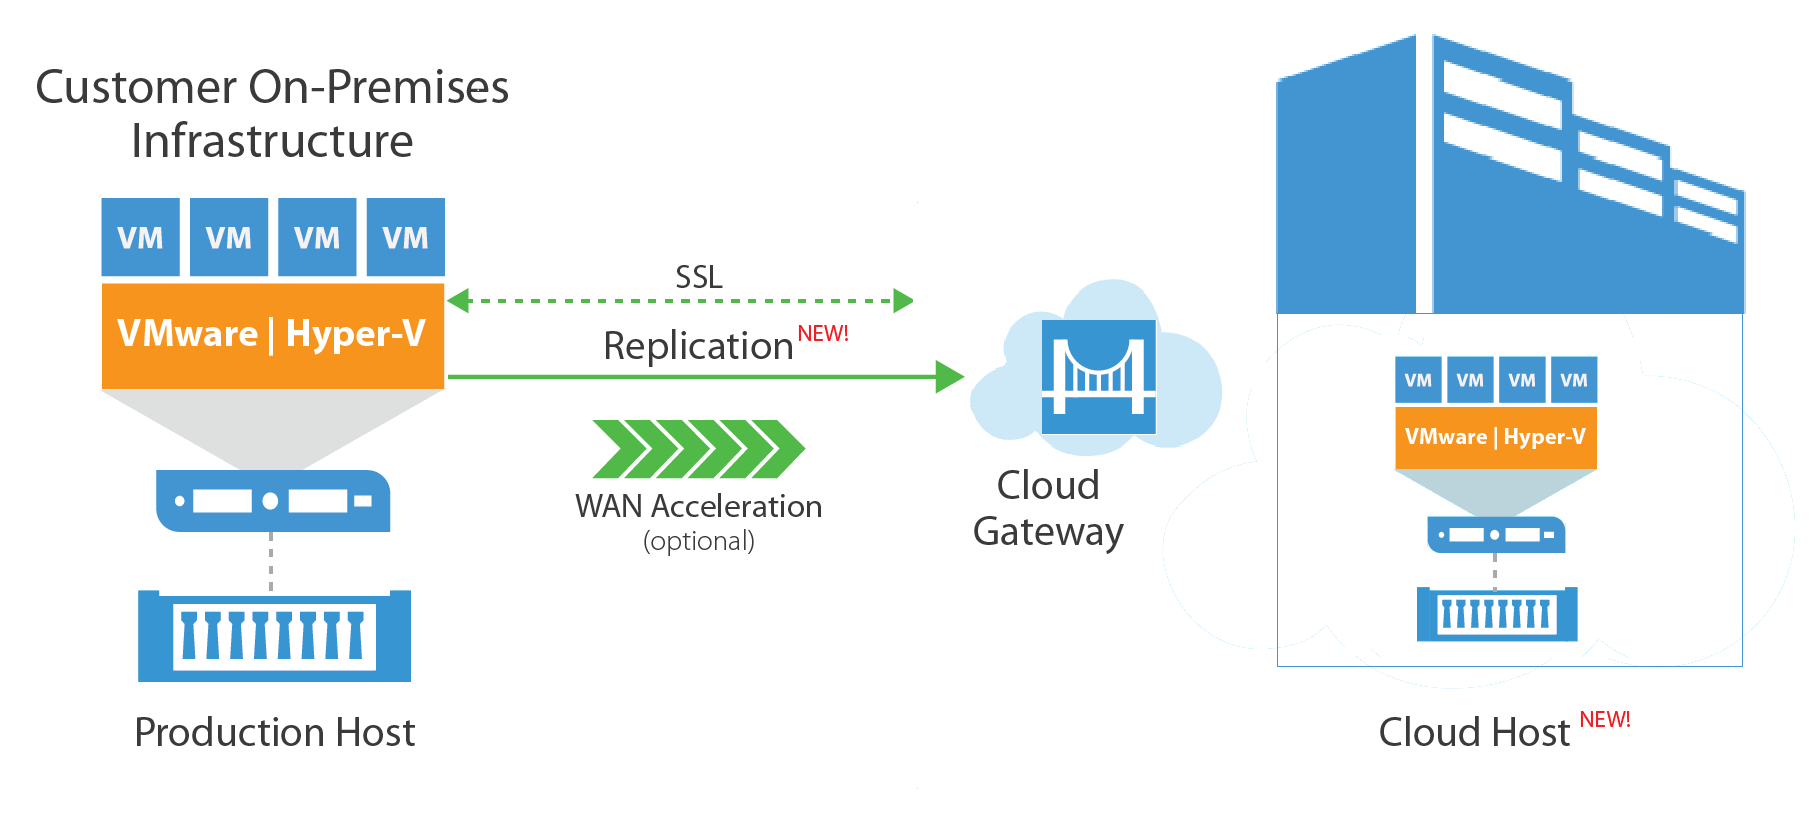 Customer On-Premises
Infrastructure
VM VM VM VM
VMware | Hyper-V
Production Host
SSL
Replication NEW!
WAN Acceleration
(optional)
Cloud
Gateway
VM VM VM VM
VMware | Hyper-V
Cloud Host NEW!